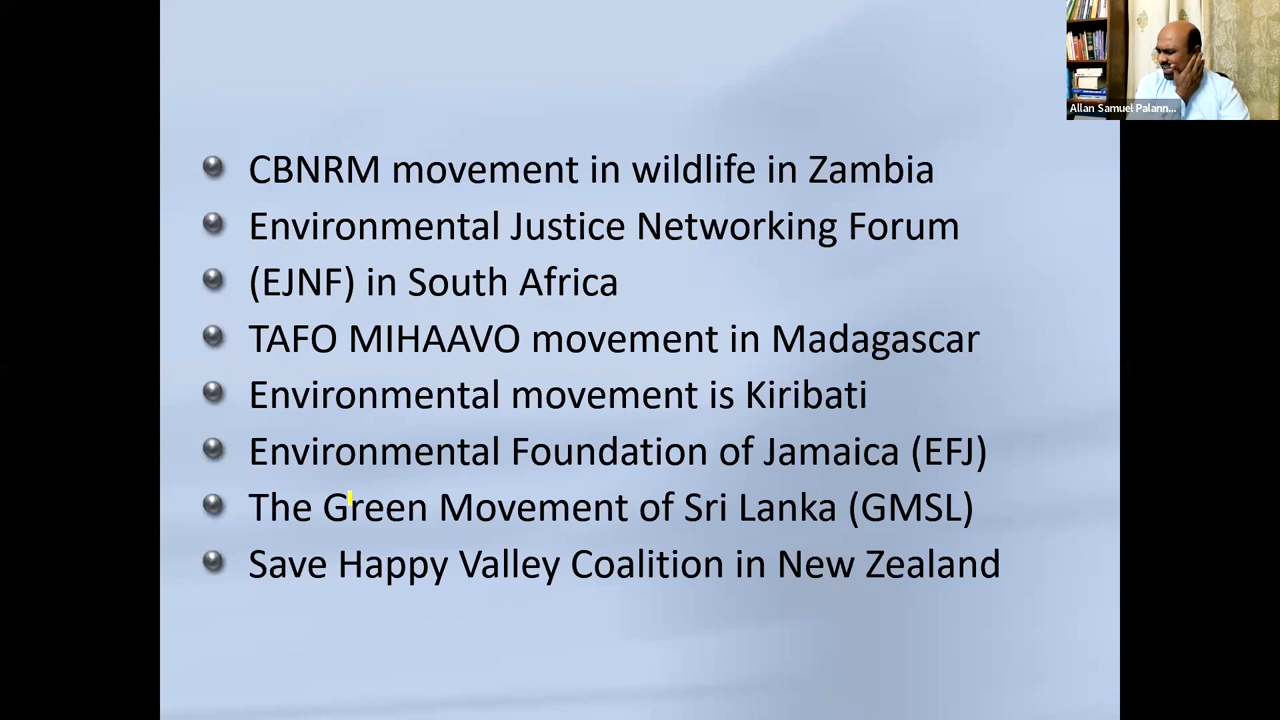 Allan Samuel Palann...
CBNRM movement in wildlife in Zambia
Environmental Justice Networking Forum
(EJNF) in South Africa
TAFO MIHAAVO movement in Madagascar
Environmental movement is Kiribati
Environmental Foundation of Jamaica (EFJ)
The Green Movement of Sri Lanka (GMSL)
Save Happy Valley Coalition in New Zealand